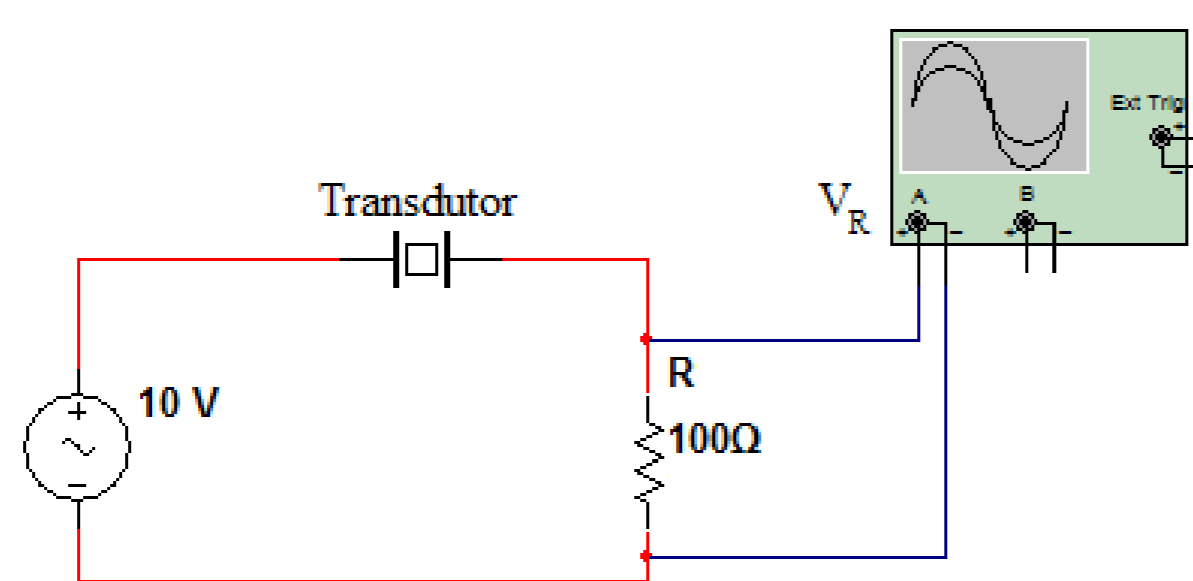 Ext Trig
+
−
A
B
V_R
+ −
+ −
Transdutor
R
100Ω
10 V
+
−